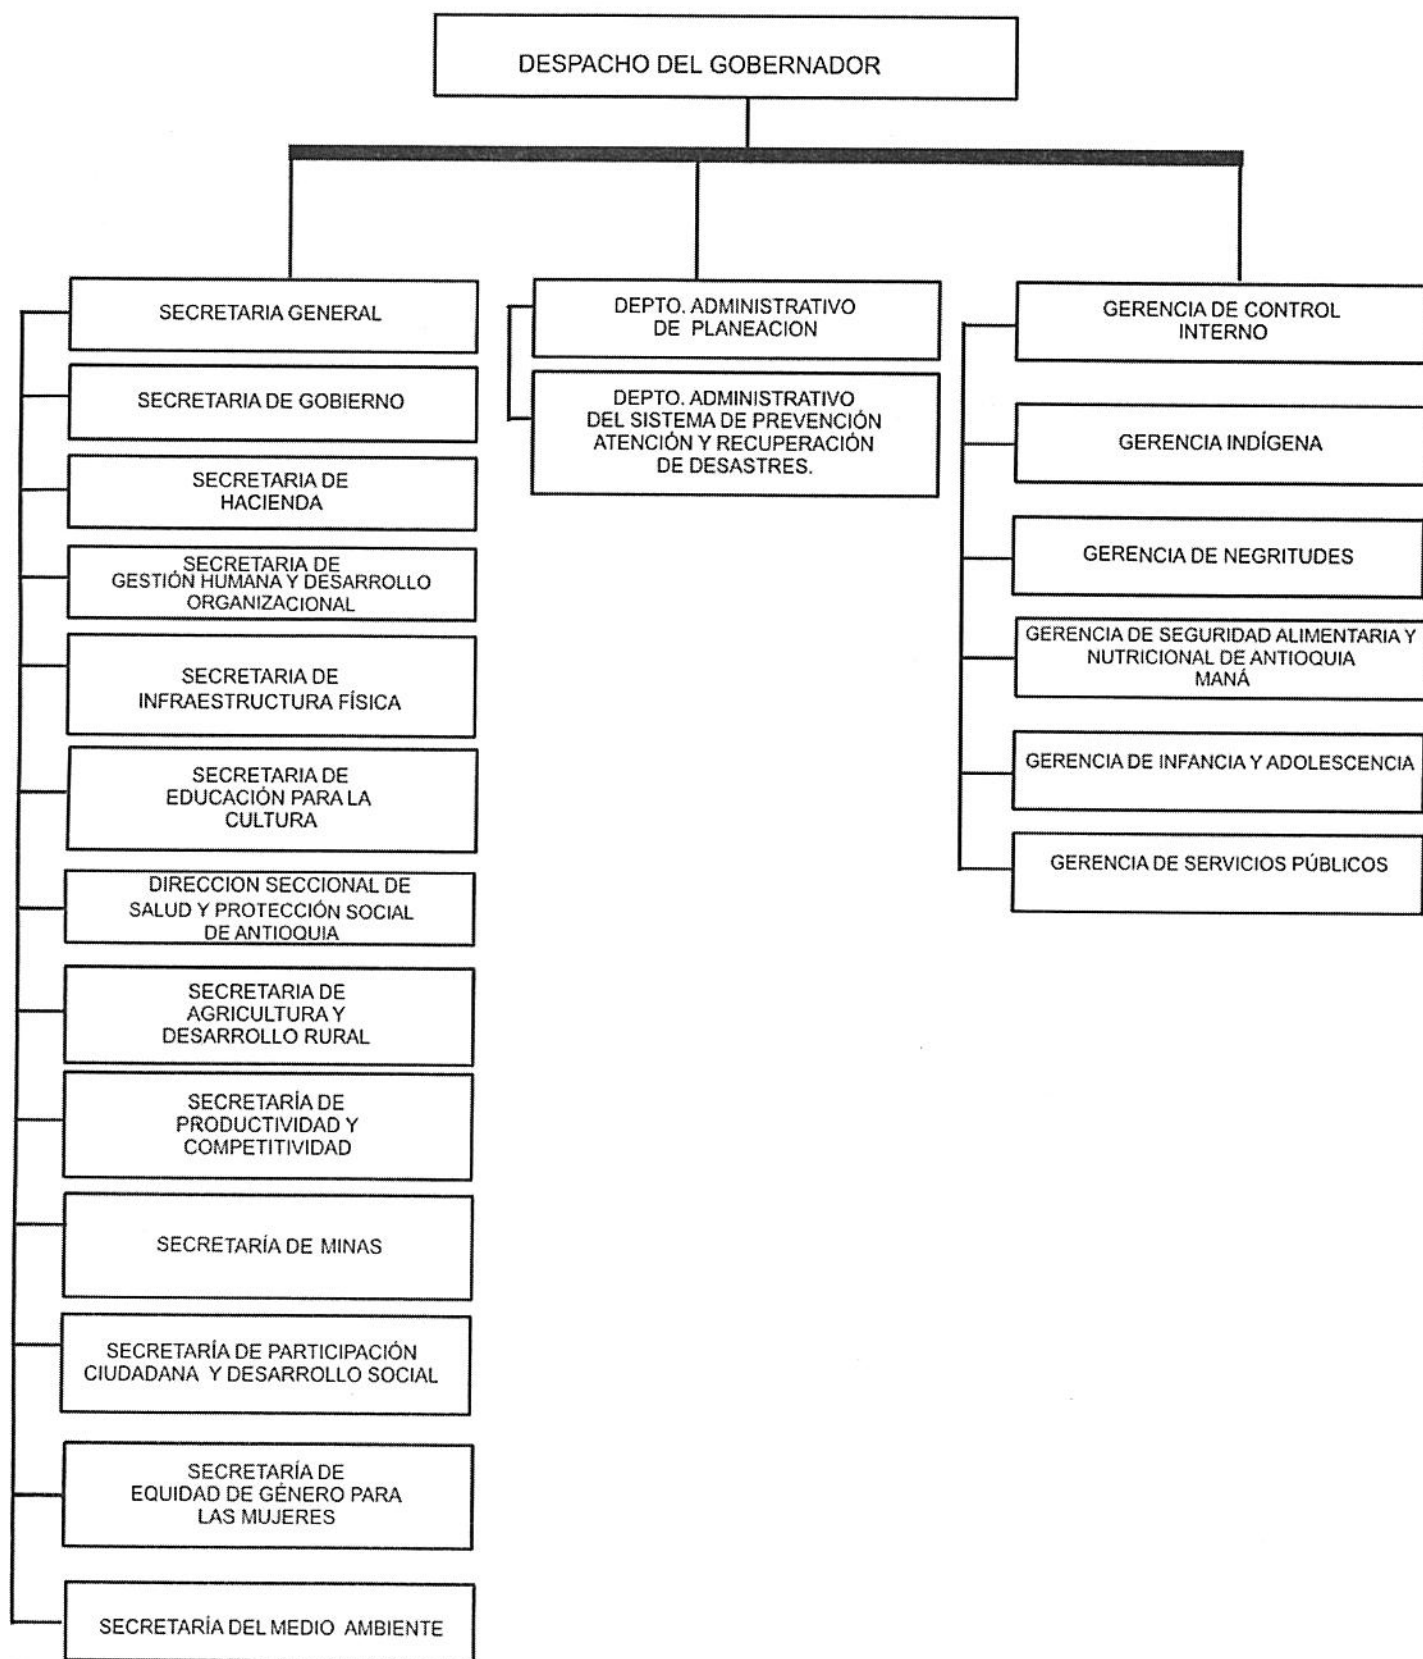 DESPACHO DEL GOBERNADOR
SECRETARIA GENERAL
SECRETARIA DE GOBIERNO
SECRETARIA DE
HACIENDA
SECRETARIA DE
GESTIÓN HUMANA Y DESARROLLO
ORGANIZACIONAL
SECRETARIA DE
INFRAESTRUCTURA FÍSICA
SECRETARIA DE
EDUCACIÓN PARA LA
CULTURA
DIRECCION SECCIONAL DE
SALUD Y PROTECCIÓN SOCIAL
DE ANTIOQUIA
SECRETARIA DE
AGRICULTURA Y
DESARROLLO RURAL
SECRETARÍA DE
PRODUCTIVIDAD Y
COMPETITIVIDAD
SECRETARÍA DE MINAS
SECRETARÍA DE PARTICIPACIÓN
CIUDADANA Y DESARROLLO SOCIAL
SECRETARÍA DE
EQUIDAD DE GÉNERO PARA
LAS MUJERES
SECRETARÍA DEL MEDIO AMBIENTE
DEPTO. ADMINISTRATIVO
DE PLANEACION
DEPTO. ADMINISTRATIVO
DEL SISTEMA DE PREVENCIÓN
ATENCIÓN Y RECUPERACIÓN
DE DESASTRES.
GERENCIA DE CONTROL
INTERNO
GERENCIA INDÍGENA
GERENCIA DE NEGRITUDES
GERENCIA DE SEGURIDAD ALIMENTARIA Y
NUTRICIONAL DE ANTIOQUIA
MANÁ
GERENCIA DE INFANCIA Y ADOLESCENCIA
GERENCIA DE SERVICIOS PÚBLICOS